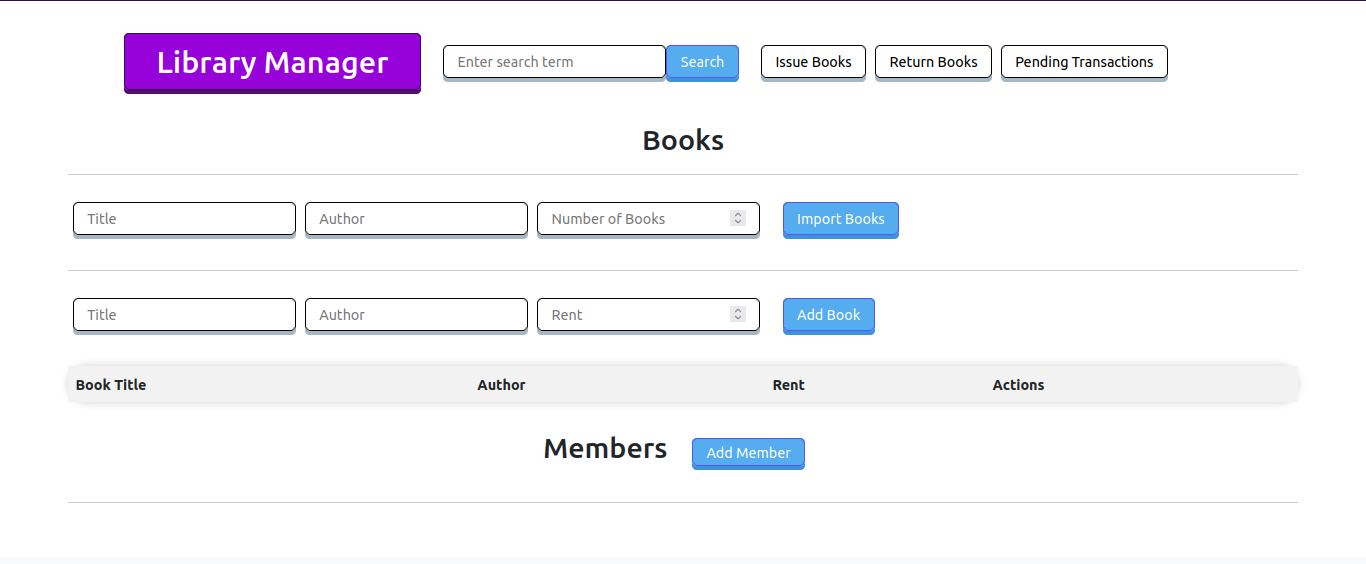 Library Manager Enter search term Search Issue Books Return Books Pending Transactions
Books
Title Author Number of Books Import Books
Title Author Rent Add Book
Book Title Author Rent Actions
Members Add Member